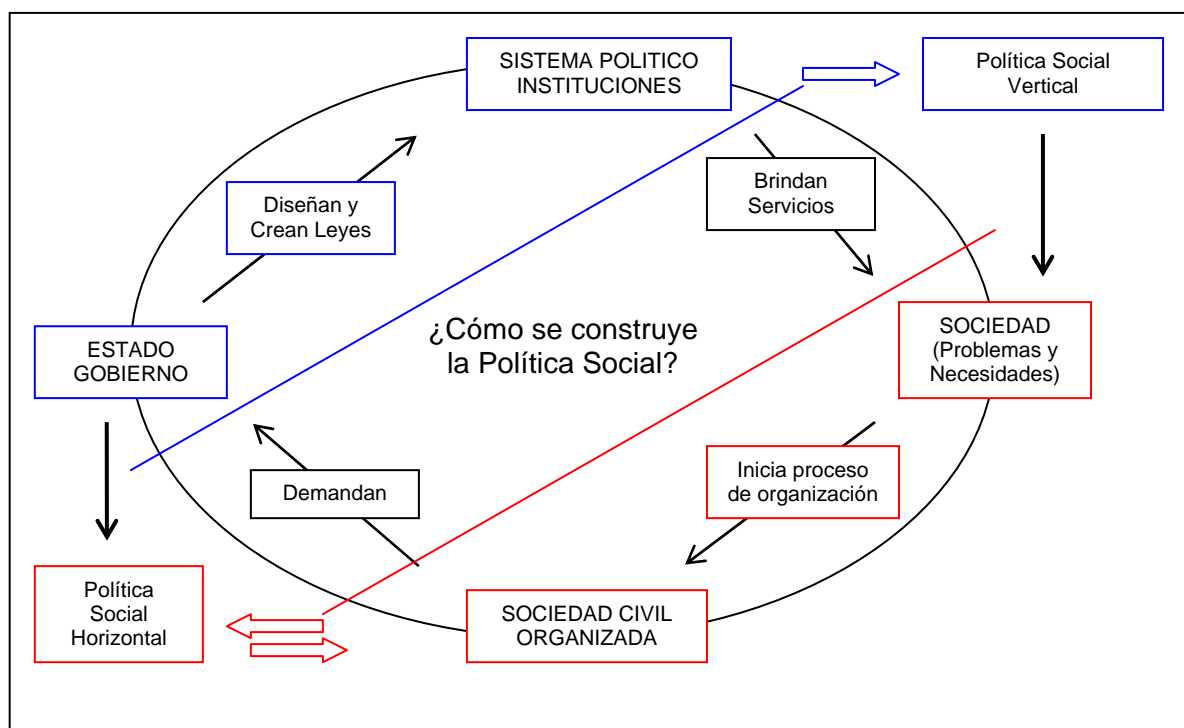 SISTEMA POLITICO
INSTITUCIONES
Política Social
Vertical
Diseñan y
Crean Leyes
Brindan
Servicios
¿Cómo se construye
la Política Social?
ESTADO
GOBIERNO
SOCIEDAD
(Problemas y
Necesidades)
Demandan
Inicia proceso
de organización
Política
Social
Horizontal
SOCIEDAD CIVIL
ORGANIZADA